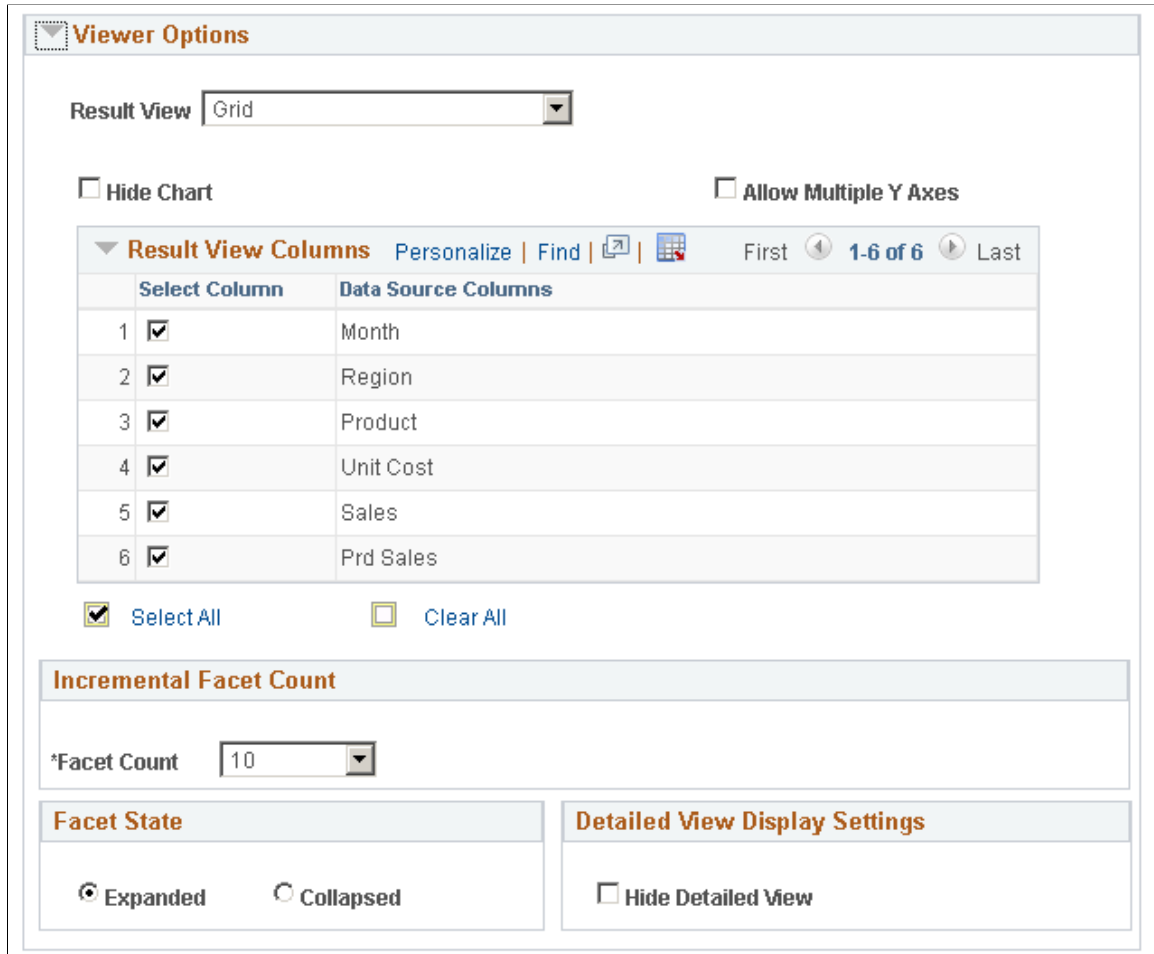 Viewer Options
Result View Grid
Hide Chart Allow Multiple Y Axes
Result View Columns Personalize | Find | | First 1-6 of 6 Last
Select Column Data Source Columns
1 Month
2 Region
3 Product
4 Unit Cost
5 Sales
6 Prd Sales
Select All Clear All
Incremental Facet Count
*Facet Count 10
Facet State Detailed View Display Settings
Expanded Collapsed Hide Detailed View